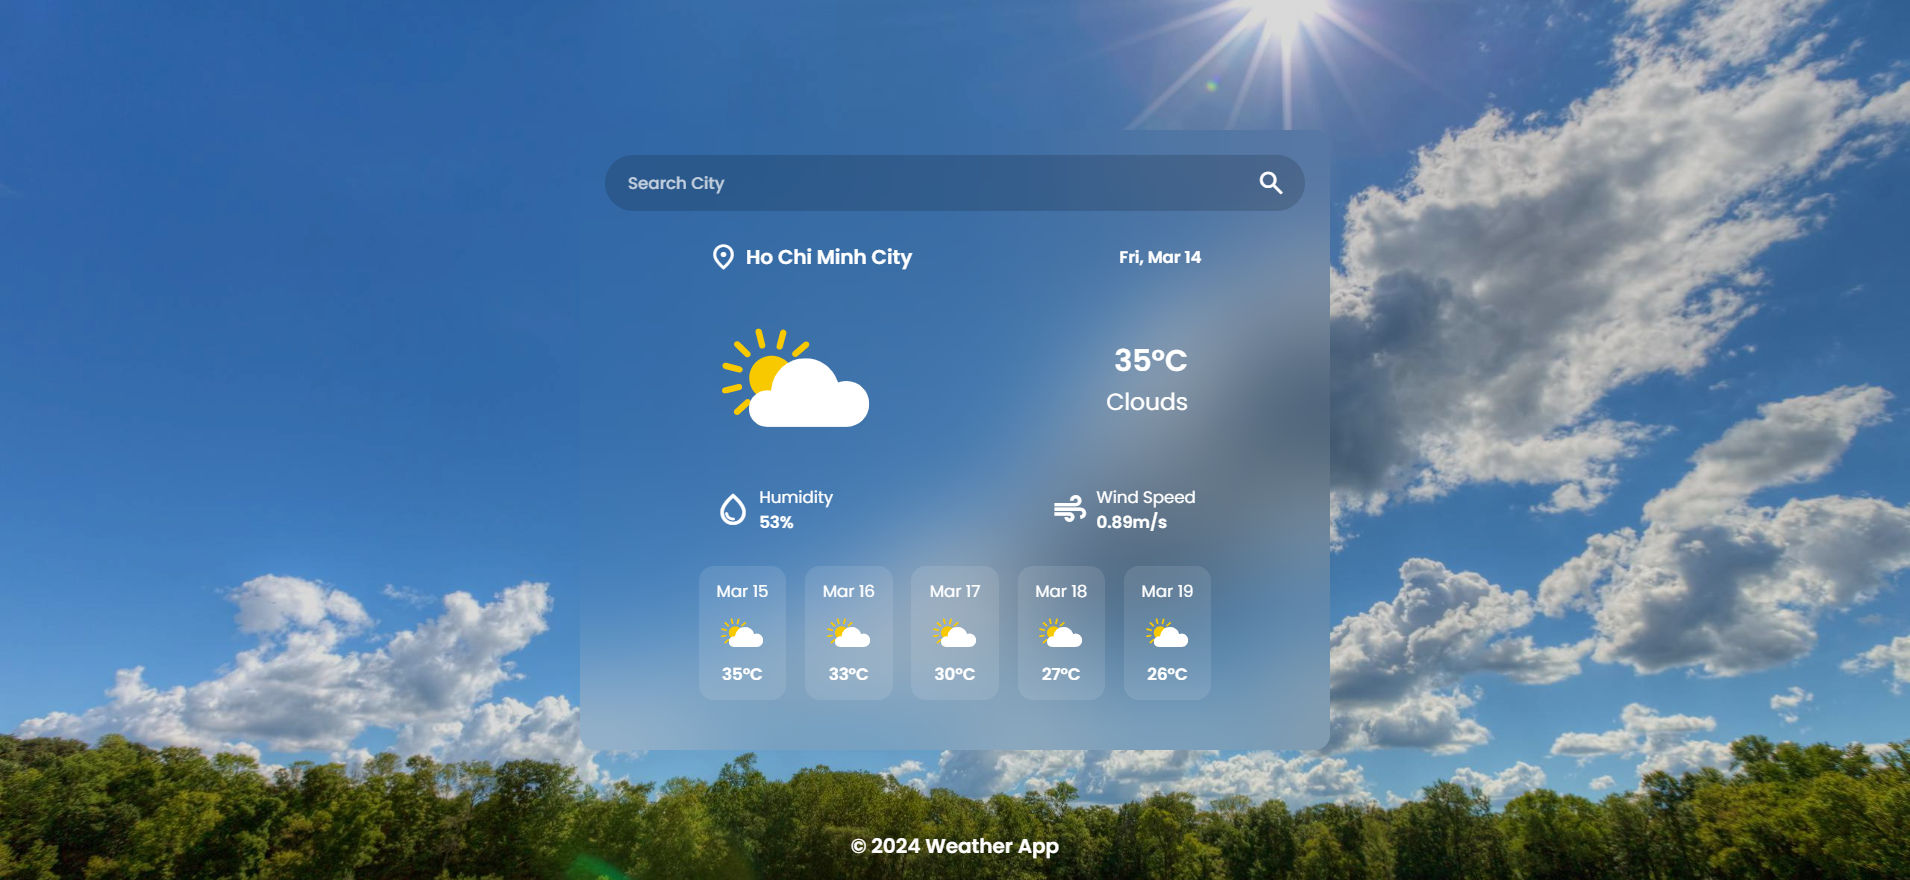 Search City
Ho Chi Minh City
Fri, Mar 14
35°C
Clouds
Humidity
53%
Wind Speed
0.89m/s
Mar 15
35°C
Mar 16
33°C
Mar 17
30°C
Mar 18
27°C
Mar 19
26°C
© 2024 Weather App